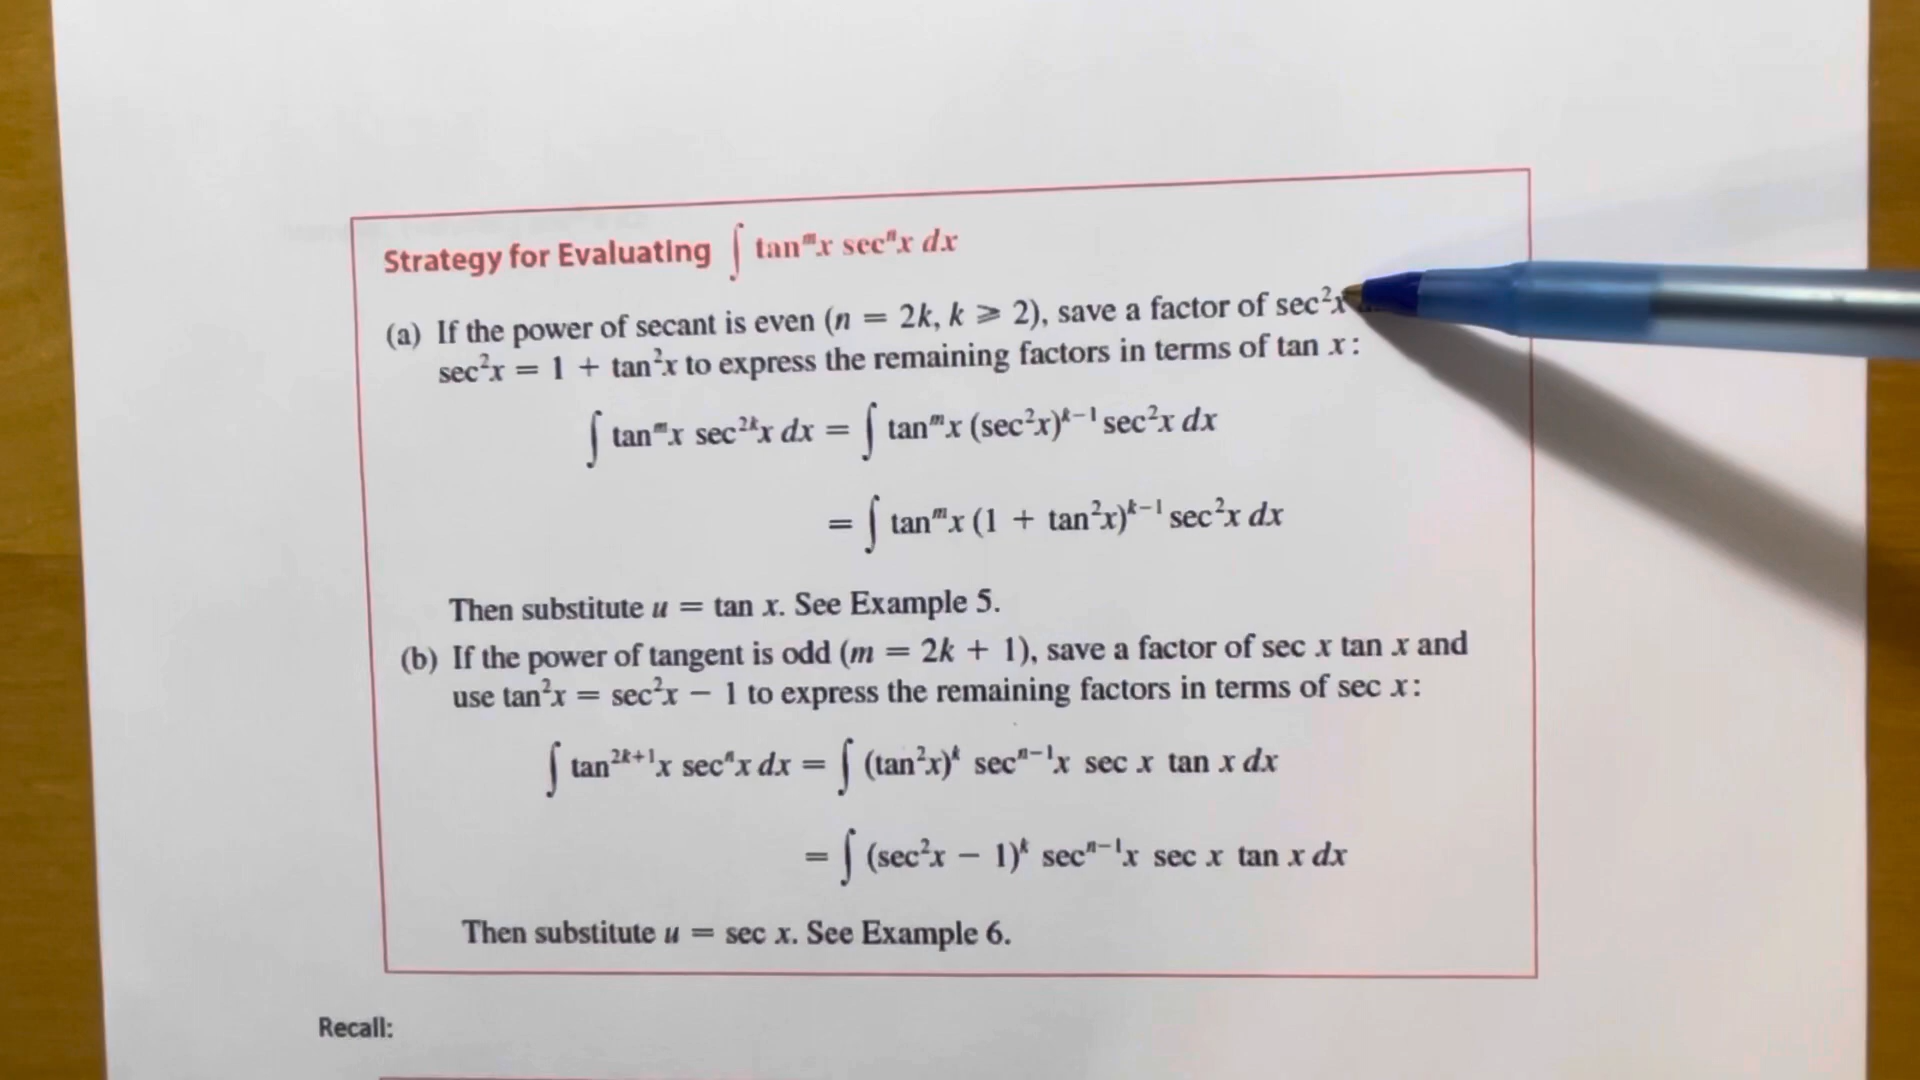 Strategy for Evaluating ∫ tanᵐx secⁿx dx
(a) If the power of secant is even (n = 2k, k ⩾ 2), save a factor of sec²x
sec²x = 1 + tan²x to express the remaining factors in terms of tan x:
∫ tanᵐx sec²ᵏx dx = ∫ tanᵐx (sec²x)ᵏ⁻¹ sec²x dx
= ∫ tanᵐx (1 + tan²x)ᵏ⁻¹ sec²x dx
Then substitute u = tan x. See Example 5.
(b) If the power of tangent is odd (m = 2k + 1), save a factor of sec x tan x and
use tan²x = sec²x − 1 to express the remaining factors in terms of sec x:
∫ tan²ᵏ⁺¹x secⁿx dx = ∫ (tan²x)ᵏ secⁿ⁻¹x sec x tan x dx
= ∫ (sec²x − 1)ᵏ secⁿ⁻¹x sec x tan x dx
Then substitute u = sec x. See Example 6.
Recall: